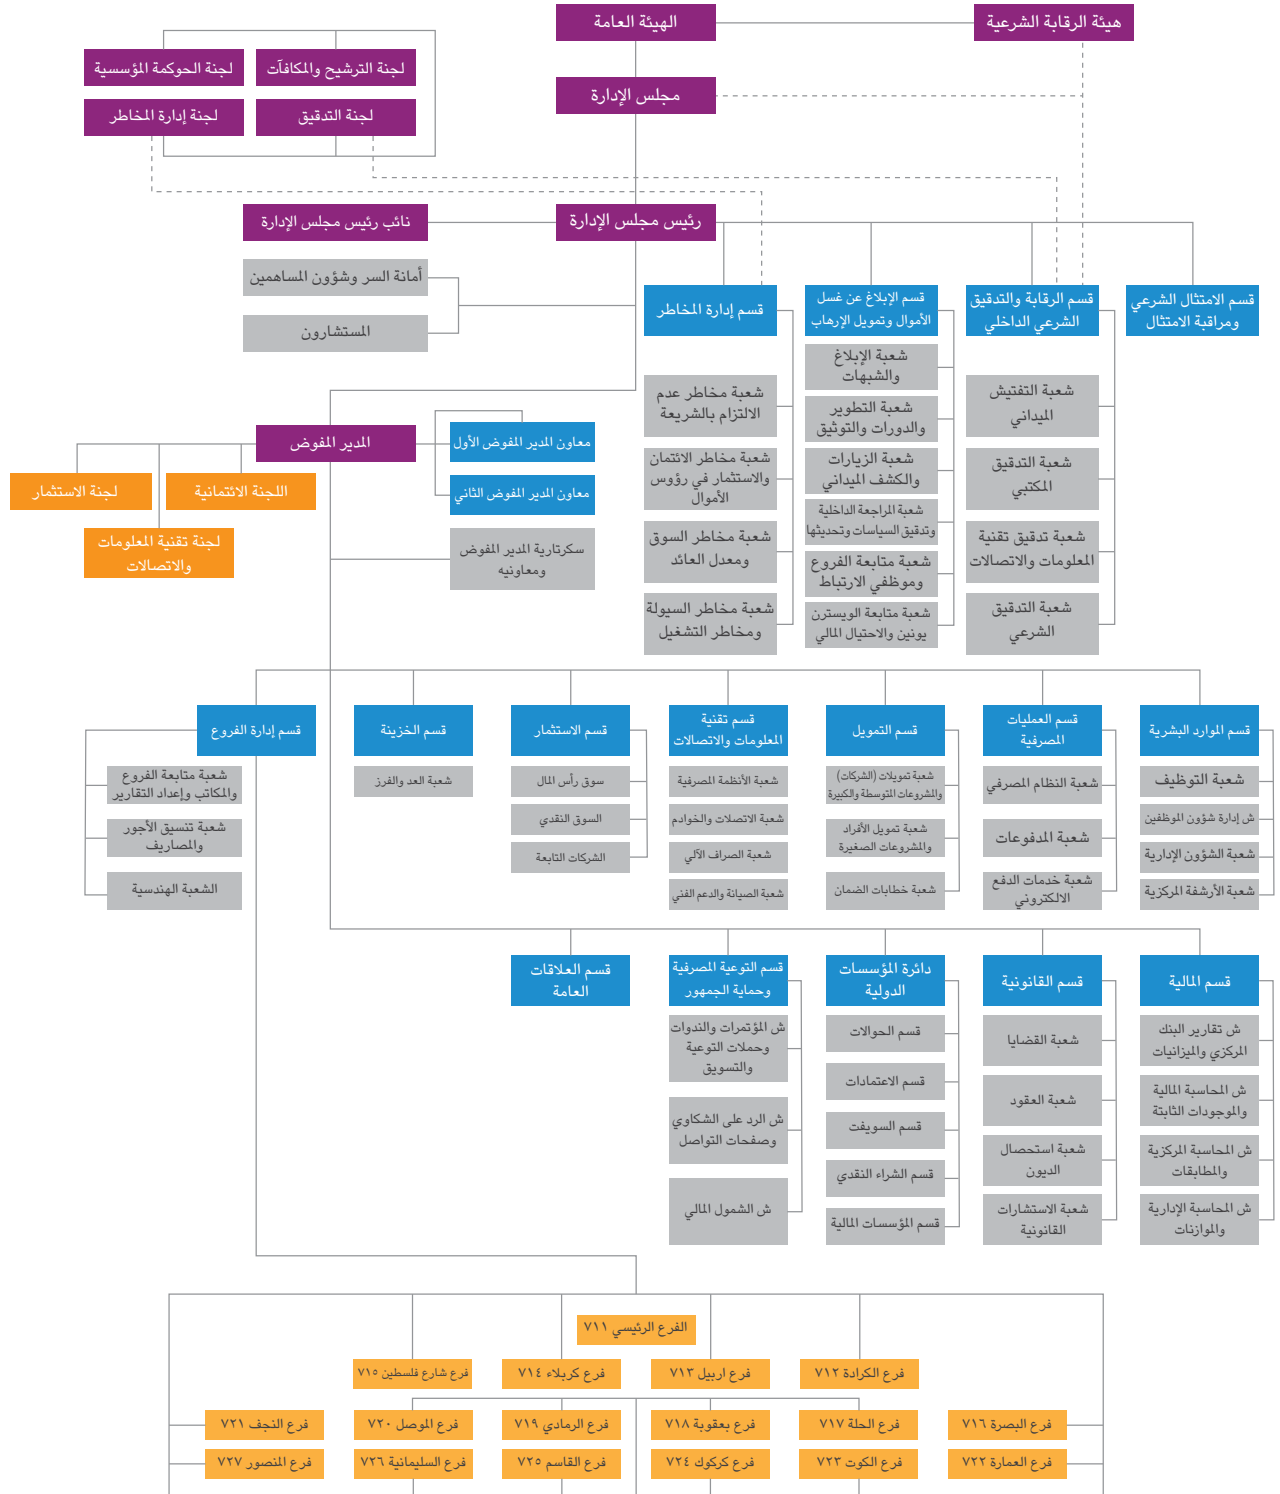 هيئة الرقابة الشرعية
الهيئة العامة
مجلس الإدارة
لجنة الترشيح والمكافآت
لجنة الحوكمة المؤسسية
لجنة التدقيق
لجنة إدارة المخاطر
رئيس مجلس الإدارة
نائب رئيس مجلس الإدارة
أمانة السر وشؤون المساهمين
المستشارون
قسم الامتثال الشرعي
ومراقبة الامتثال
قسم الرقابة والتدقيق
الشرعي الداخلي
شعبة التفتيش
الميداني
شعبة التدقيق
المكتبي
شعبة تدقيق تقنية
المعلومات والاتصالات
شعبة التدقيق
الشرعي
قسم الإبلاغ عن غسل
الأموال وتمويل الإرهاب
شعبة الإبلاغ
والشبهات
شعبة التطوير
والدورات والتوثيق
شعبة الزيارات
والكشف الميداني
شعبة المراجعة الداخلية
وتدقيق السياسات وتحديثها
شعبة متابعة الفروع
وموظفي الارتباط
شعبة متابعة الويسترن
يونين والاحتيال المالي
قسم إدارة المخاطر
شعبة مخاطر عدم
الالتزام بالشريعة
شعبة مخاطر الائتمان
والاستثمار في رؤوس
الأموال
شعبة مخاطر السوق
ومعدل العائد
شعبة مخاطر السيولة
ومخاطر التشغيل
المدير المفوض
معاون المدير المفوض الأول
معاون المدير المفوض الثاني
سكرتارية المدير المفوض
ومعاونيه
اللجنة الائتمانية
لجنة الاستثمار
لجنة تقنية المعلومات
والاتصالات
قسم الموارد البشرية
شعبة التوظيف
ش إدارة شؤون الموظفين
شعبة الشؤون الإدارية
شعبة الأرشفة المركزية
قسم العمليات
المصرفية
شعبة النظام المصرفي
شعبة المدفوعات
شعبة خدمات الدفع
الالكتروني
قسم التمويل
شعبة تمويلات (الشركات)
والمشروعات المتوسطة والكبيرة
شعبة تمويل الأفراد
والمشروعات الصغيرة
شعبة خطابات الضمان
قسم تقنية
المعلومات والاتصالات
شعبة الأنظمة المصرفية
شعبة الاتصلات والخوادم
شعبة الصراف الآلي
شعبة الصيانة والدعم الفني
قسم الاستثمار
سوق رأس المال
السوق النقدي
الشركات التابعة
قسم الخزينة
شعبة العد والفرز
قسم إدارة الفروع
شعبة متابعة الفروع
والمكاتب وإعداد التقارير
شعبة تنسيق الأجور
والمصاريف
الشعبة الهندسية
قسم المالية
ش تقارير البنك
المركزي والميزانيات
ش المحاسبة المالية
والموجودات الثابتة
ش المحاسبة المركزية
والمطابقات
ش المحاسبة الإدارية
والموازنات
قسم القانونية
شعبة القضايا
شعبة العقود
شعبة استحصال
الديون
شعبة الاستشارات
القانونية
دائرة المؤسسات
الدولية
قسم الحوالات
قسم الاعتمادات
قسم السويفت
قسم الشراء النقدي
قسم المؤسسات المالية
قسم التوعية المصرفية
وحماية الجمهور
ش المؤتمرات والندوات
وحملات التوعية
والتسويق
ش الرد على الشكاوي
وصفحات التواصل
ش الشمول المالي
قسم العلاقات
العامة
الفرع الرئيسي ٧١١
فرع الكرادة ٧١٢
فرع اربيل ٧١٣
فرع كربلاء ٧١٤
فرع شارع فلسطين ٧١٥
فرع البصرة ٧١٦
فرع الحلة ٧١٧
فرع بعقوبة ٧١٨
فرع الرمادي ٧١٩
فرع الموصل ٧٢٠
فرع النجف ٧٢١
فرع العمارة ٧٢٢
فرع الكوت ٧٢٣
فرع كركوك ٧٢٤
فرع القاسم ٧٢٥
فرع السليمانية ٧٢٦
فرع المنصور ٧٢٧